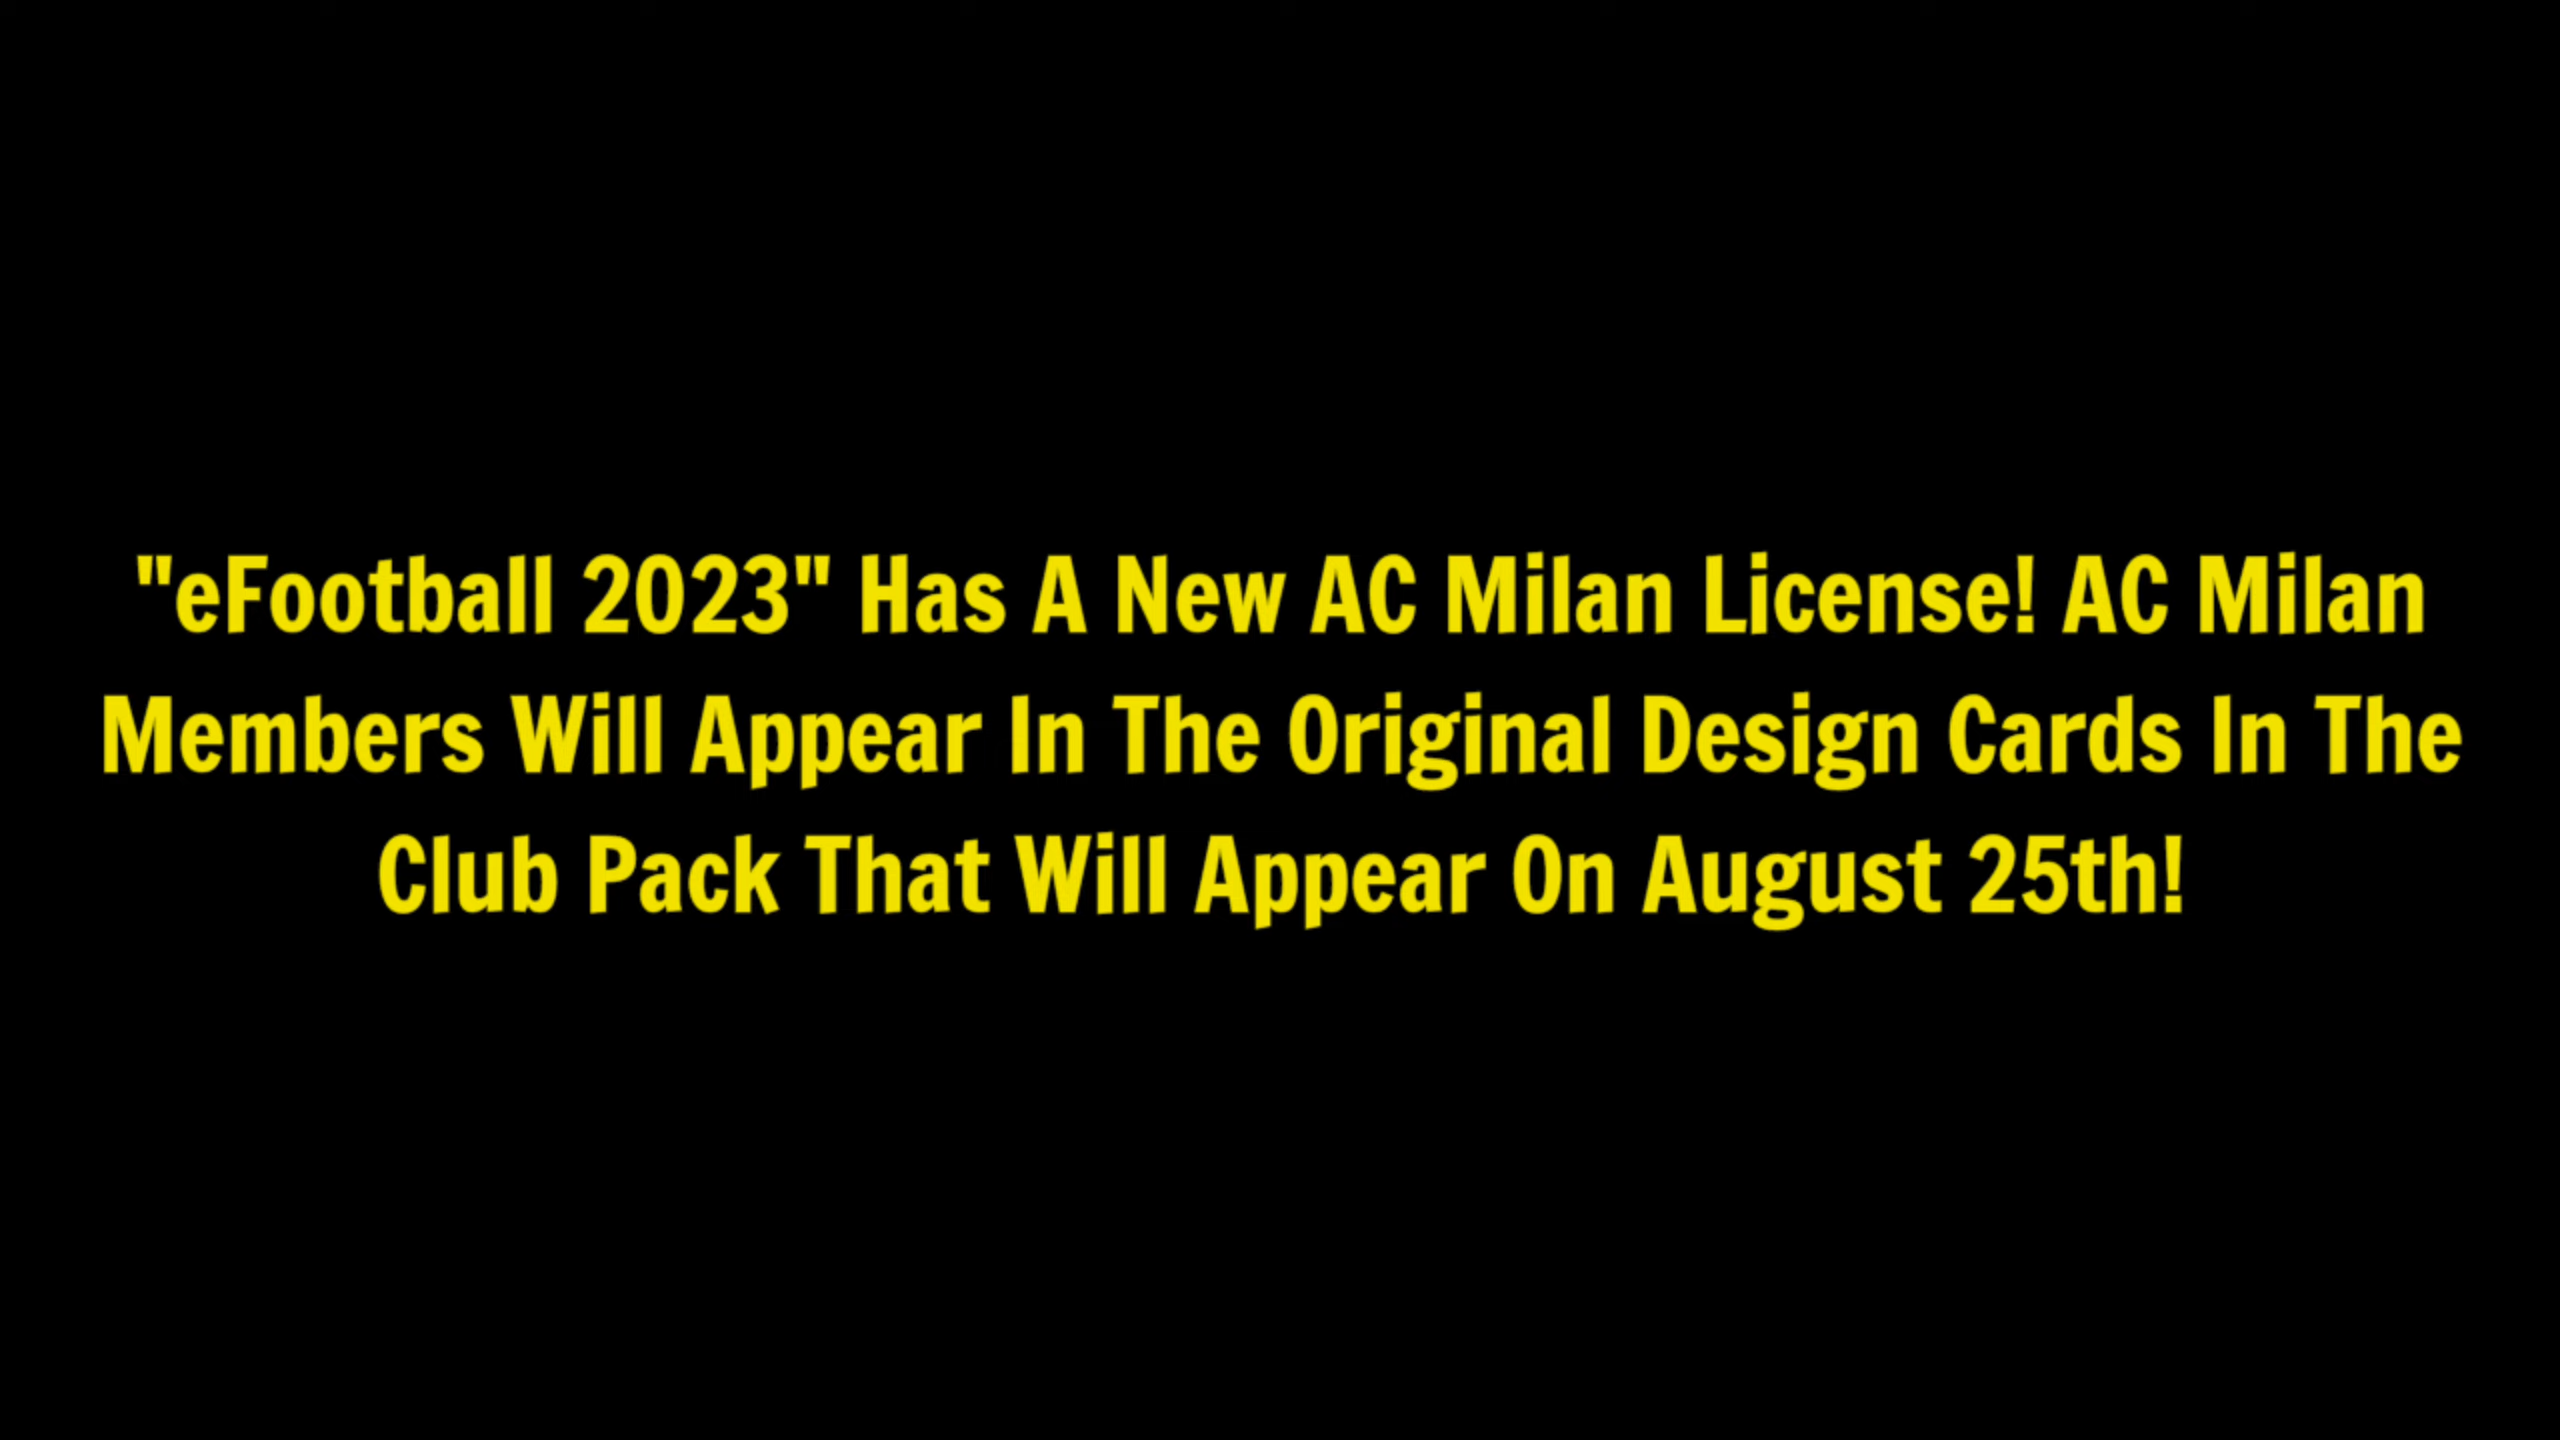 "eFootball 2023" Has A New AC Milan License! AC Milan
Members Will Appear In The Original Design Cards In The
Club Pack That Will Appear On August 25th!